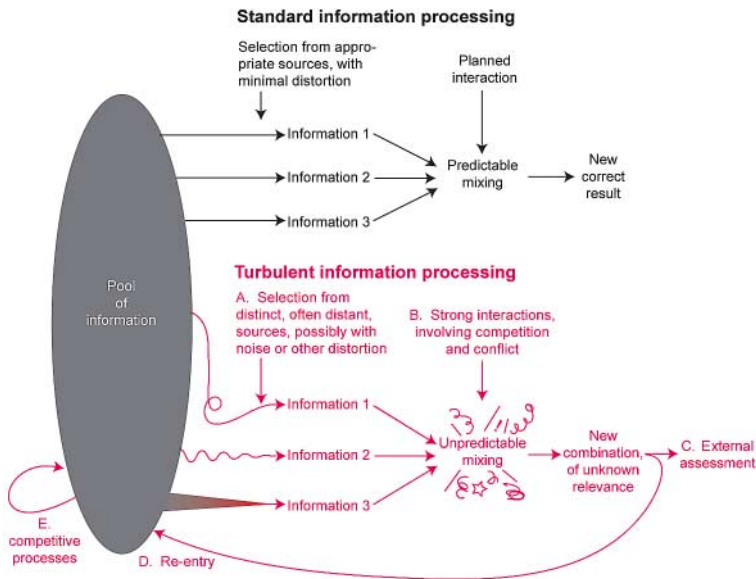 Standard information processing
Selection from appro-
priate sources, with
minimal distortion
Planned
interaction
Information 1
Information 2
Information 3
Predictable
mixing
New
correct
result
Pool
of
information
Turbulent information processing
A. Selection from
distinct, often distant,
sources, possibly with
noise or other distortion
B. Strong interactions,
involving competition
and conflict
Information 1
Information 2
Information 3
Unpredictable
mixing
New
combination,
of unknown
relevance
C. External
assessment
E.
competitive
processes
D. Re-entry